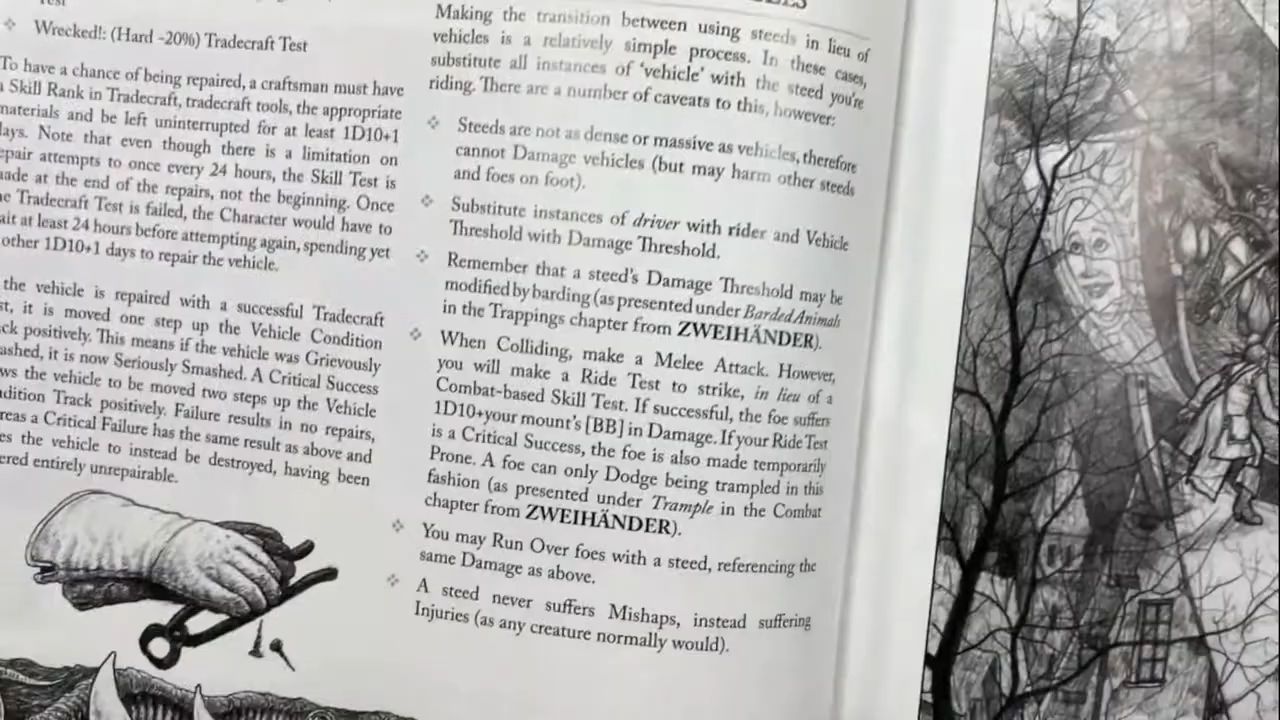 Test
❖ Wrecked!: (Hard –20%) Tradecraft Test
To have a chance of being repaired, a craftsman must have
a Skill Rank in Tradecraft, tradecraft tools, the appropriate
materials and be left uninterrupted for at least 1D10+1
days. Note that even though there is a limitation on
repair attempts to once every 24 hours, the Skill Test is
made at the end of the repairs, not the beginning. Once
Tradecraft Test is failed, the Character would have to
at least 24 hours before attempting again, spending yet
other 1D10+1 days to repair the vehicle.
the vehicle is repaired with a successful Tradecraft
it is moved one step up the Vehicle Condition
positively. This means if the vehicle was Grievously
it is now Seriously Smashed. A Critical Success
the vehicle to be moved two steps up the Vehicle
Track positively. Failure results in no repairs,
a Critical Failure has the same result as above and
the vehicle to instead be destroyed, having been
entirely unrepairable.
Making the transition between using steeds in lieu of
vehicles is a relatively simple process. In these cases,
substitute all instances of ‘vehicle’ with the steed you’re
riding. There are a number of caveats to this, however:
❖ Steeds are not as dense or massive as vehicles, therefore
cannot Damage vehicles (but may harm other steeds
and foes on foot).
❖ Substitute instances of driver with rider and Vehicle
Threshold with Damage Threshold.
❖ Remember that a steed’s Damage Threshold may be
modified by barding (as presented under Barded Animals
in the Trappings chapter from ZWEIHÄNDER).
❖ When Colliding, make a Melee Attack. However,
you will make a Ride Test to strike, in lieu of a
Combat-based Skill Test. If successful, the foe suffers
1D10+your mount’s [BB] in Damage. If your Ride Test
is a Critical Success, the foe is also made temporarily
Prone. A foe can only Dodge being trampled in this
fashion (as presented under Trample in the Combat
chapter from ZWEIHÄNDER).
❖ You may Run Over foes with a steed, referencing the
same Damage as above.
❖ A steed never suffers Mishaps, instead suffering
Injuries (as any creature normally would).